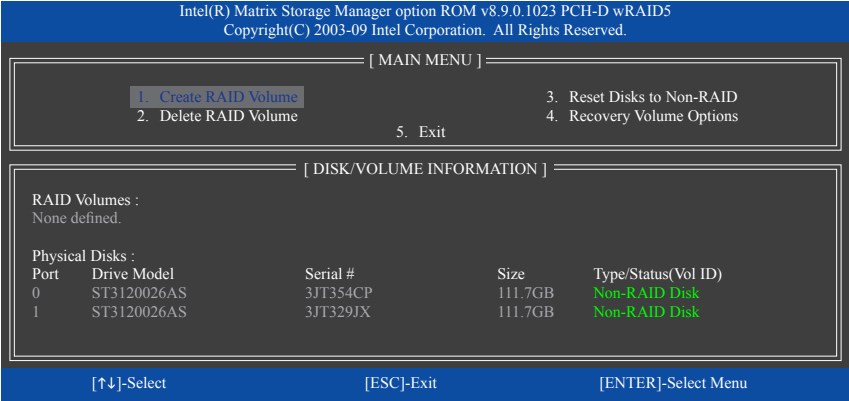 Intel(R) Matrix Storage Manager option ROM v8.9.0.1023 PCH-D wRAID5
Copyright(C) 2003-09 Intel Corporation. All Rights Reserved.
[ MAIN MENU ]
1. Create RAID Volume 3. Reset Disks to Non-RAID
2. Delete RAID Volume 4. Recovery Volume Options
5. Exit
[ DISK/VOLUME INFORMATION ]
RAID Volumes :
None defined.
Physical Disks :
Port Drive Model Serial # Size Type/Status(Vol ID)
0 ST3120026AS 3JT354CP 111.7GB Non-RAID Disk
1 ST3120026AS 3JT329JX 111.7GB Non-RAID Disk
[↑↓]-Select [ESC]-Exit [ENTER]-Select Menu